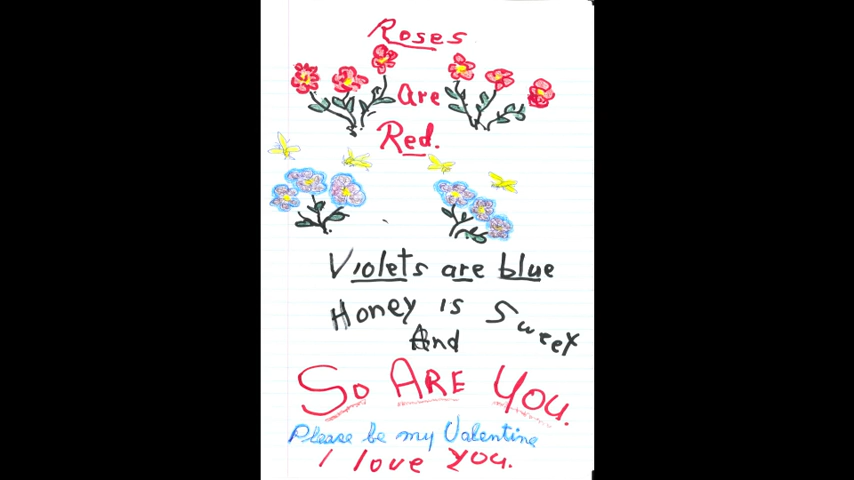 Roses
Are
Red.
Violets are blue
Honey is Sweet
And
So ARE YOU.
Please be my Valentine
I love You.